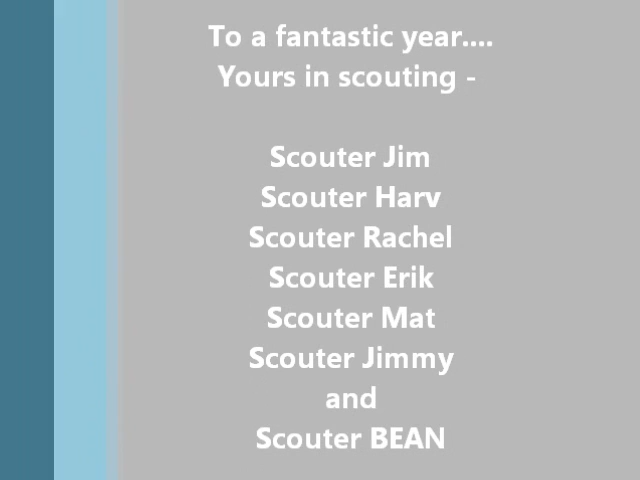 To a fantastic year....
Yours in scouting -
Scouter Jim
Scouter Harv
Scouter Rachel
Scouter Erik
Scouter Mat
Scouter Jimmy
and
Scouter BEAN